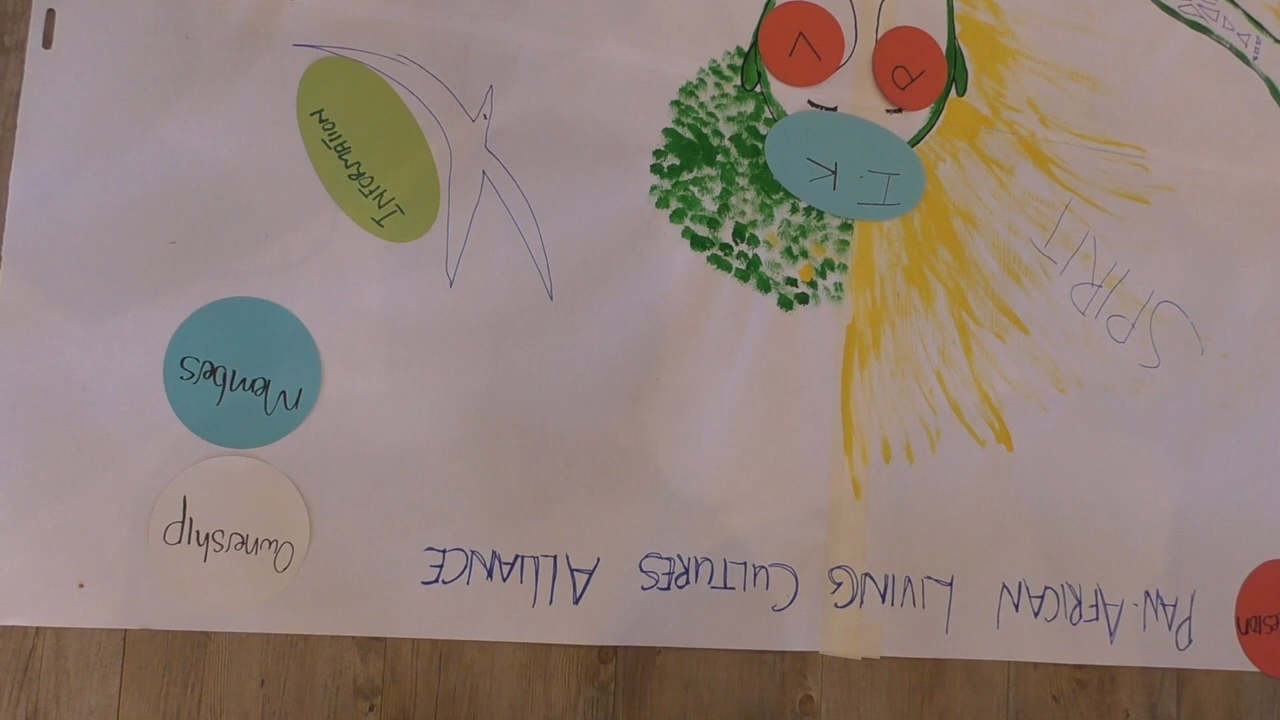 PAN-AFRICAN LIVING CULTURES ALLIANCE
Ownership
Members
INFORMATION
SPIRIT
I.K
R
V